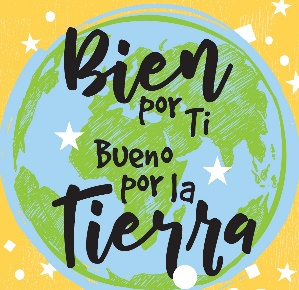 Bien
por Ti
Bueno
por la
Tierra